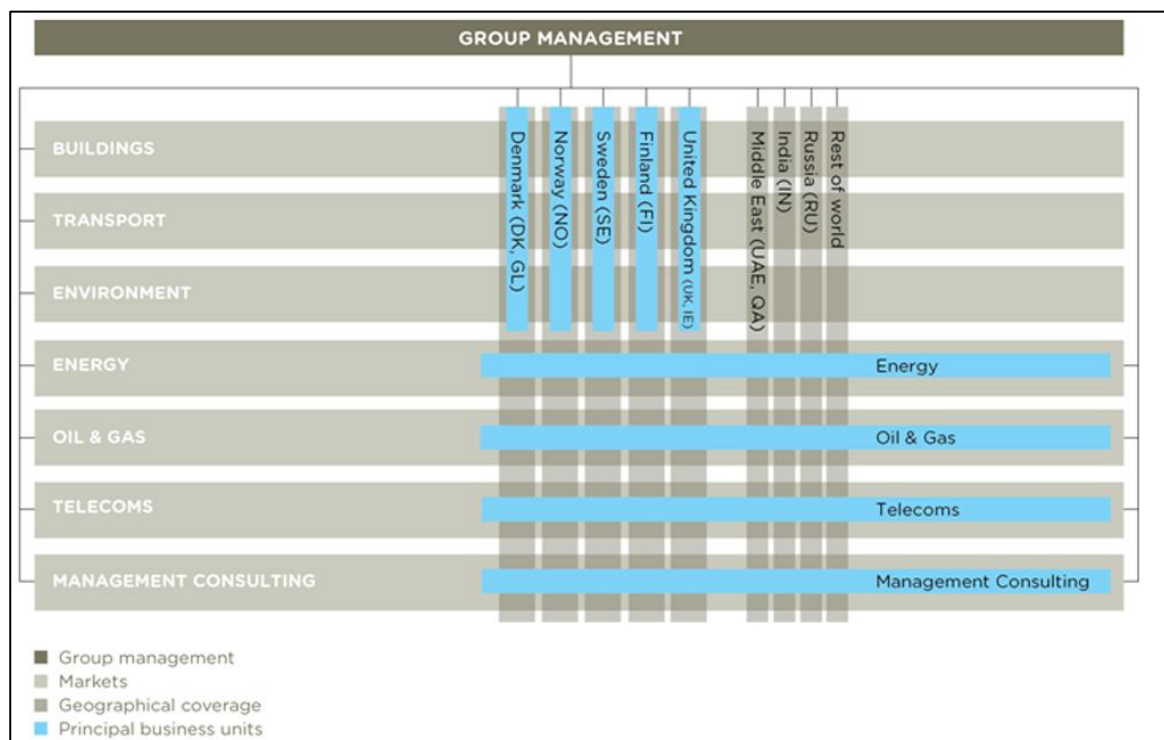 GROUP MANAGEMENT
Denmark (DK, GL)
Norway (NO)
Sweden (SE)
Finland (FI)
United Kingdom (UK, IE)
Middle East (UAE, QA)
India (IN)
Russia (RU)
Rest of world
BUILDINGS
TRANSPORT
ENVIRONMENT
ENERGY
Energy
OIL & GAS
Oil & Gas
TELECOMS
Telecoms
MANAGEMENT CONSULTING
Management Consulting
Group management
Markets
Geographical coverage
Principal business units